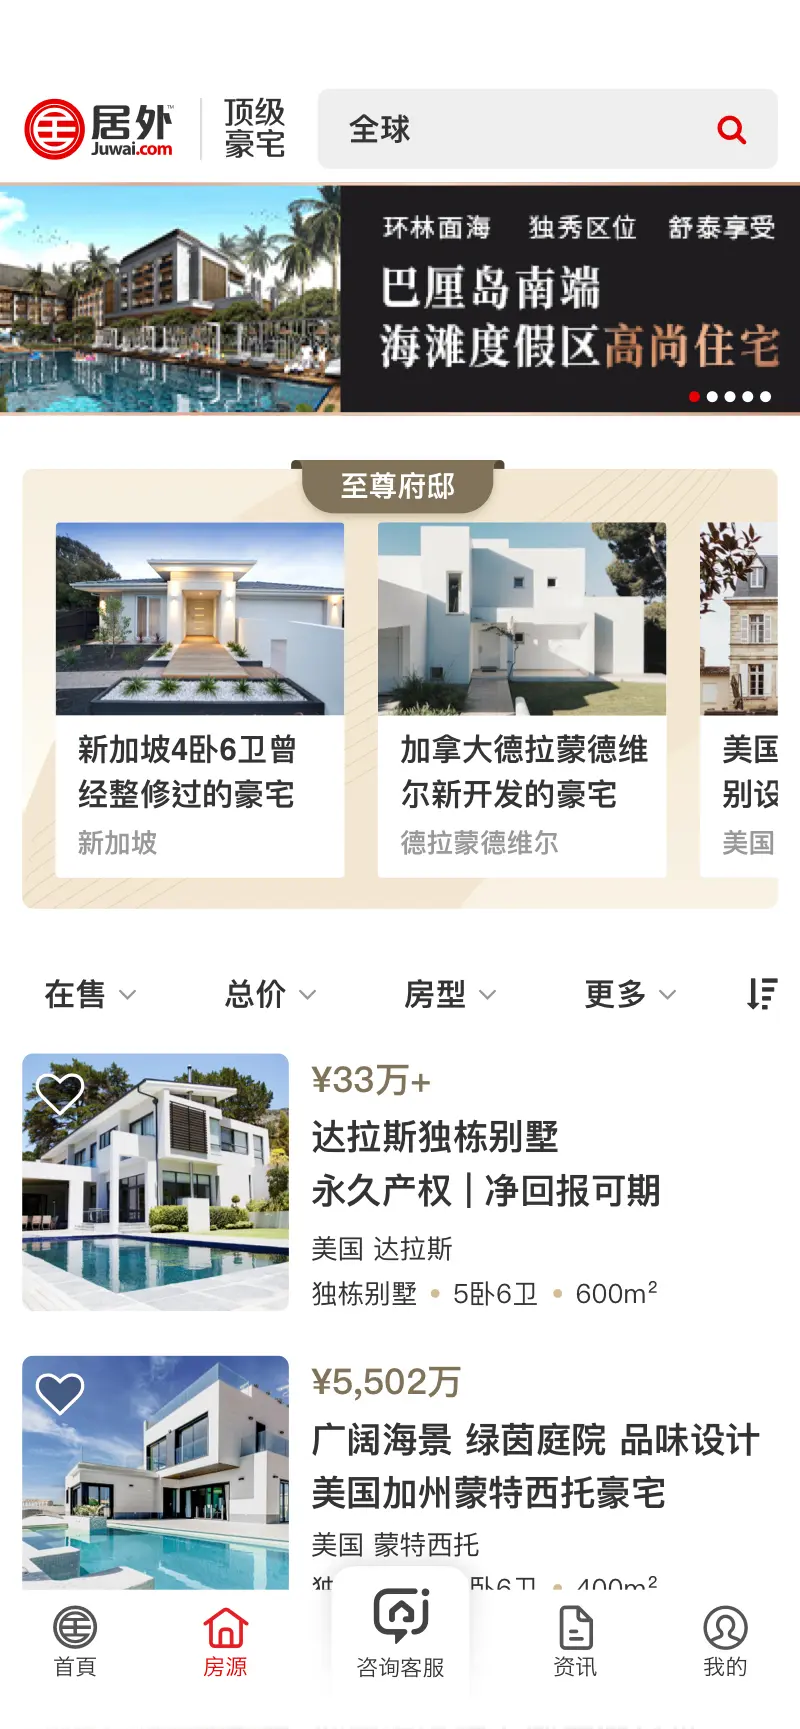 居外™
Juwai.com
顶级
豪宅
全球
环林面海 独秀区位 舒泰享受
巴厘岛南端
海滩度假区高尚住宅
至尊府邸
新加坡4卧6卫曾
经整修过的豪宅
新加坡
加拿大德拉蒙德维
尔新开发的豪宅
德拉蒙德维尔
美国
别设
美国
在售
总价
房型
更多
¥33万+
达拉斯独栋别墅
永久产权 | 净回报可期
美国 达拉斯
独栋别墅 • 5卧6卫 • 600m²
¥5,502万
广阔海景 绿茵庭院 品味设计
美国加州蒙特西托豪宅
美国 蒙特西托
独 卧6卫 • 400m²
首頁
房源
咨询客服
资讯
我的